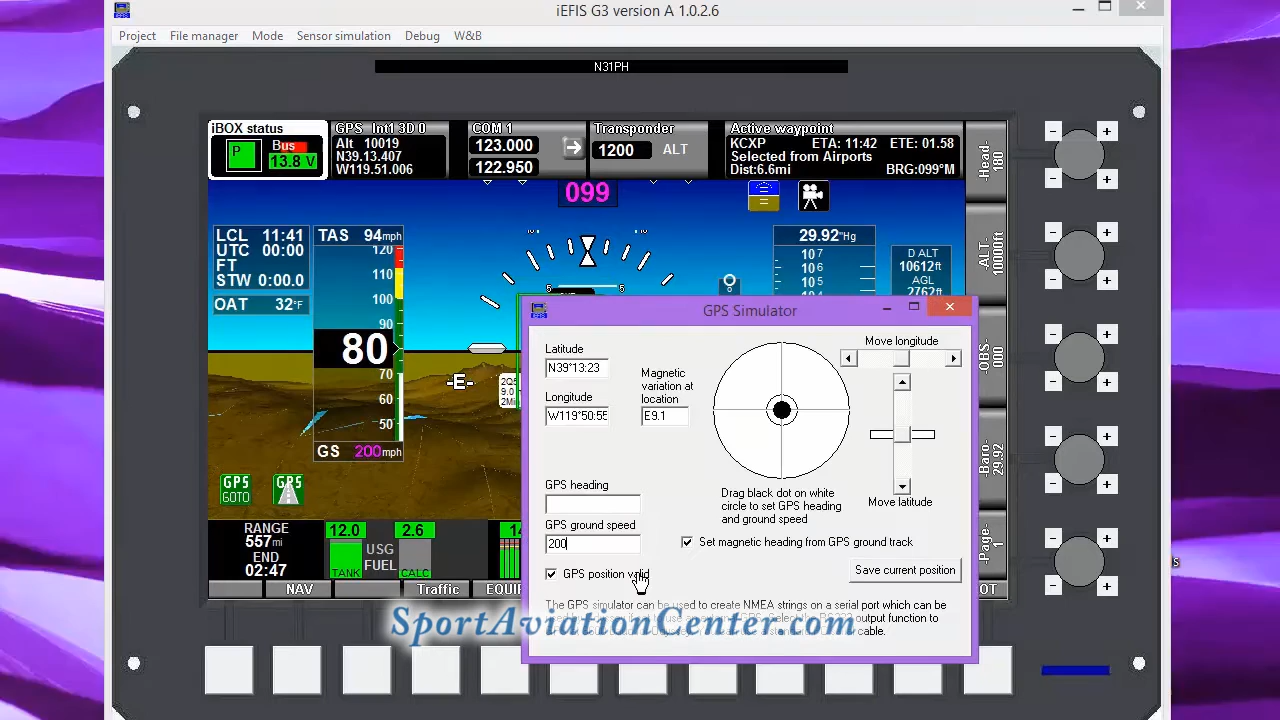 iEFIS G3 version A 1.0.2.6
Project File manager Mode Sensor simulation Debug W&B
N31PH
iBOX status
P
Bus
13.8 V
GPS Int1 3D 0
Alt 10019
N39.13.407
W119.51.006
COM 1
123.000
122.950
Transponder
1200 ALT
Active waypoint
KCXP ETA: 11:42 ETE: 01.58
Selected from Airports
Dist:6.6mi BRG:099°M
099
LCL 11:41
UTC 00:00
FT
STW 0:00.0
OAT 32°F
TAS 94mph
120
110
100
90
80
70
60
50
GS 200mph
29.92"Hg
107
106
105
D ALT
10612ft
AGL
2762ft
5 5
-E-
GPS
GOTO
GPS
RANGE
557mi
END
02:47
12.0
TANK
USG
FUEL
2.6
CALC
NAV
Traffic
-Head-
180
-ALT-
10000ft
-OBS-
000
-Baro-
29.92
-Page-
1
GPS Simulator
Latitude
N39°13:23
Longitude
W119°50:55
Magnetic
variation at
location
E9.1
Move longitude
Move latitude
Drag black dot on white
circle to set GPS heading
and ground speed
GPS heading
GPS ground speed
200
Set magnetic heading from GPS ground track
GPS position valid
Save current position
The GPS simulator can be used to create NMEA strings on a serial port which can be
output function to
SportAviationCenter.com